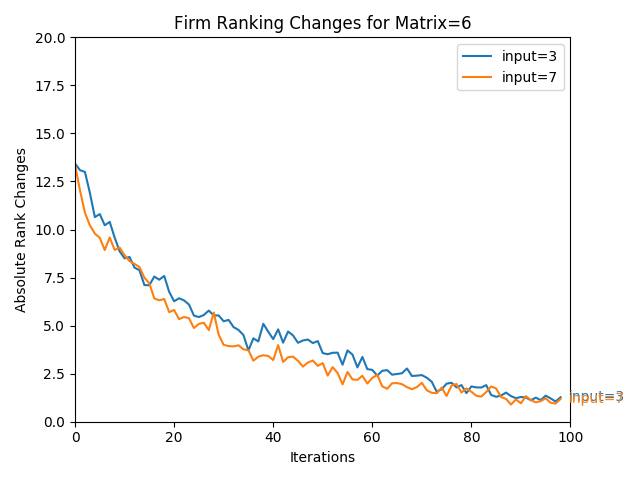 Firm Ranking Changes for Matrix=6
20.0
17.5
15.0
12.5
10.0
7.5
5.0
2.5
0.0
Absolute Rank Changes
input=3
input=7
input=3
input=7
0
20
40
60
80
100
Iterations